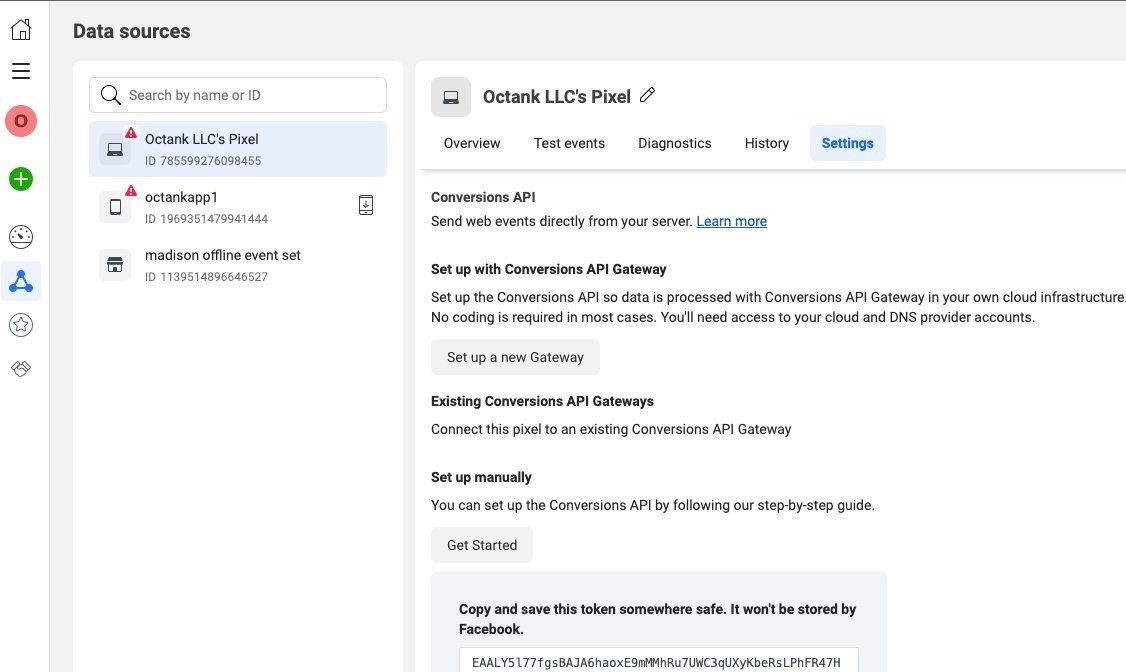 Data sources
O
Search by name or ID
Octank LLC's Pixel
ID 785599276098455
octankapp1
ID 1969351479941444
madison offline event set
ID 1139514896646527
Octank LLC's Pixel
Overview
Test events
Diagnostics
History
Settings
Conversions API
Send web events directly from your server. Learn more
Set up with Conversions API Gateway
Set up the Conversions API so data is processed with Conversions API Gateway in your own cloud infrastructure.
No coding is required in most cases. You'll need access to your cloud and DNS provider accounts.
Set up a new Gateway
Existing Conversions API Gateways
Connect this pixel to an existing Conversions API Gateway
Set up manually
You can set up the Conversions API by following our step-by-step guide.
Get Started
Copy and save this token somewhere safe. It won't be stored by
Facebook.
EAALY5l77fgsBAJA6haoxE9mMMhRu7UWC3qUXyKbeRsLPhFR47H